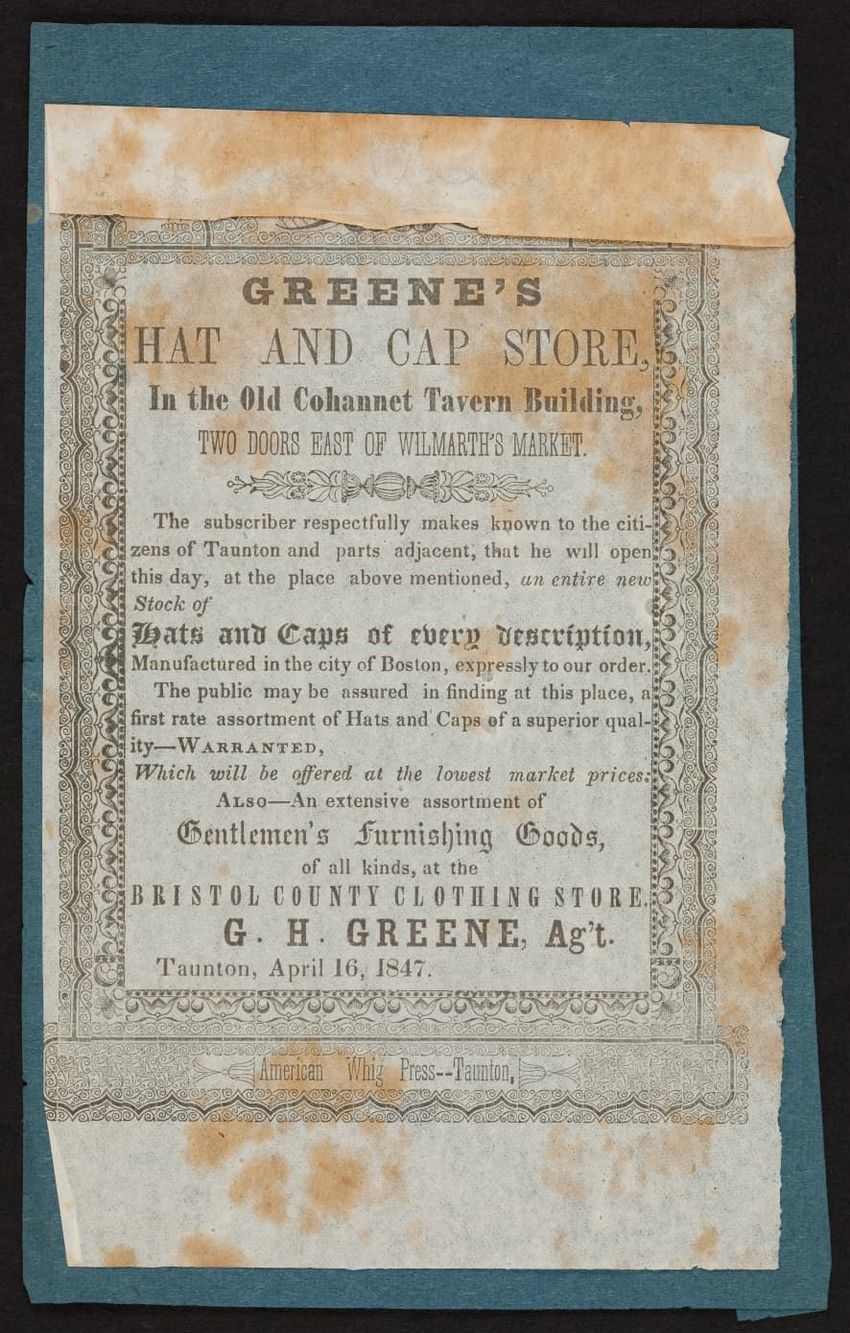 GREENE'S
HAT AND CAP STORE,
In the Old Cohannet Tavern Building,
TWO DOORS EAST OF WILMARTH'S MARKET.
The subscriber respectfully makes known to the citi-
zens of Taunton and parts adjacent, that he will open
this day, at the place above mentioned, an entire new
Stock of
Hats and Caps of every description,
Manufactured in the city of Boston, expressly to our order.
The public may be assured in finding at this place, a
first rate assortment of Hats and Caps of a superior qual-
ity—WARRANTED,
Which will be offered at the lowest market prices:
ALSO—An extensive assortment of
Gentlemen's Furnishing Goods,
of all kinds, at the
BRISTOL COUNTY CLOTHING STORE.
G. H. GREENE, Ag't.
Taunton, April 16, 1847.
American Whig Press--Taunton,